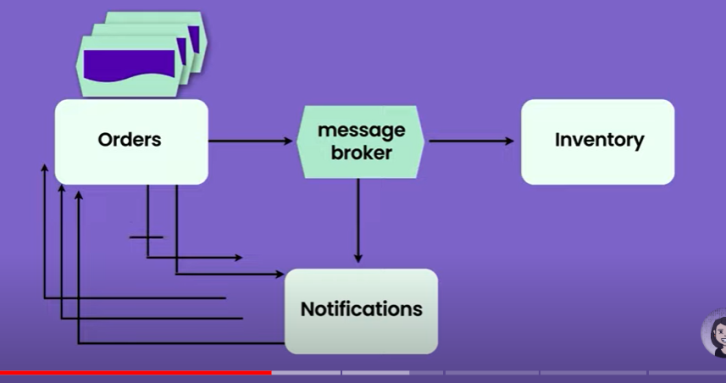 Orders
message
broker
Inventory
Notifications